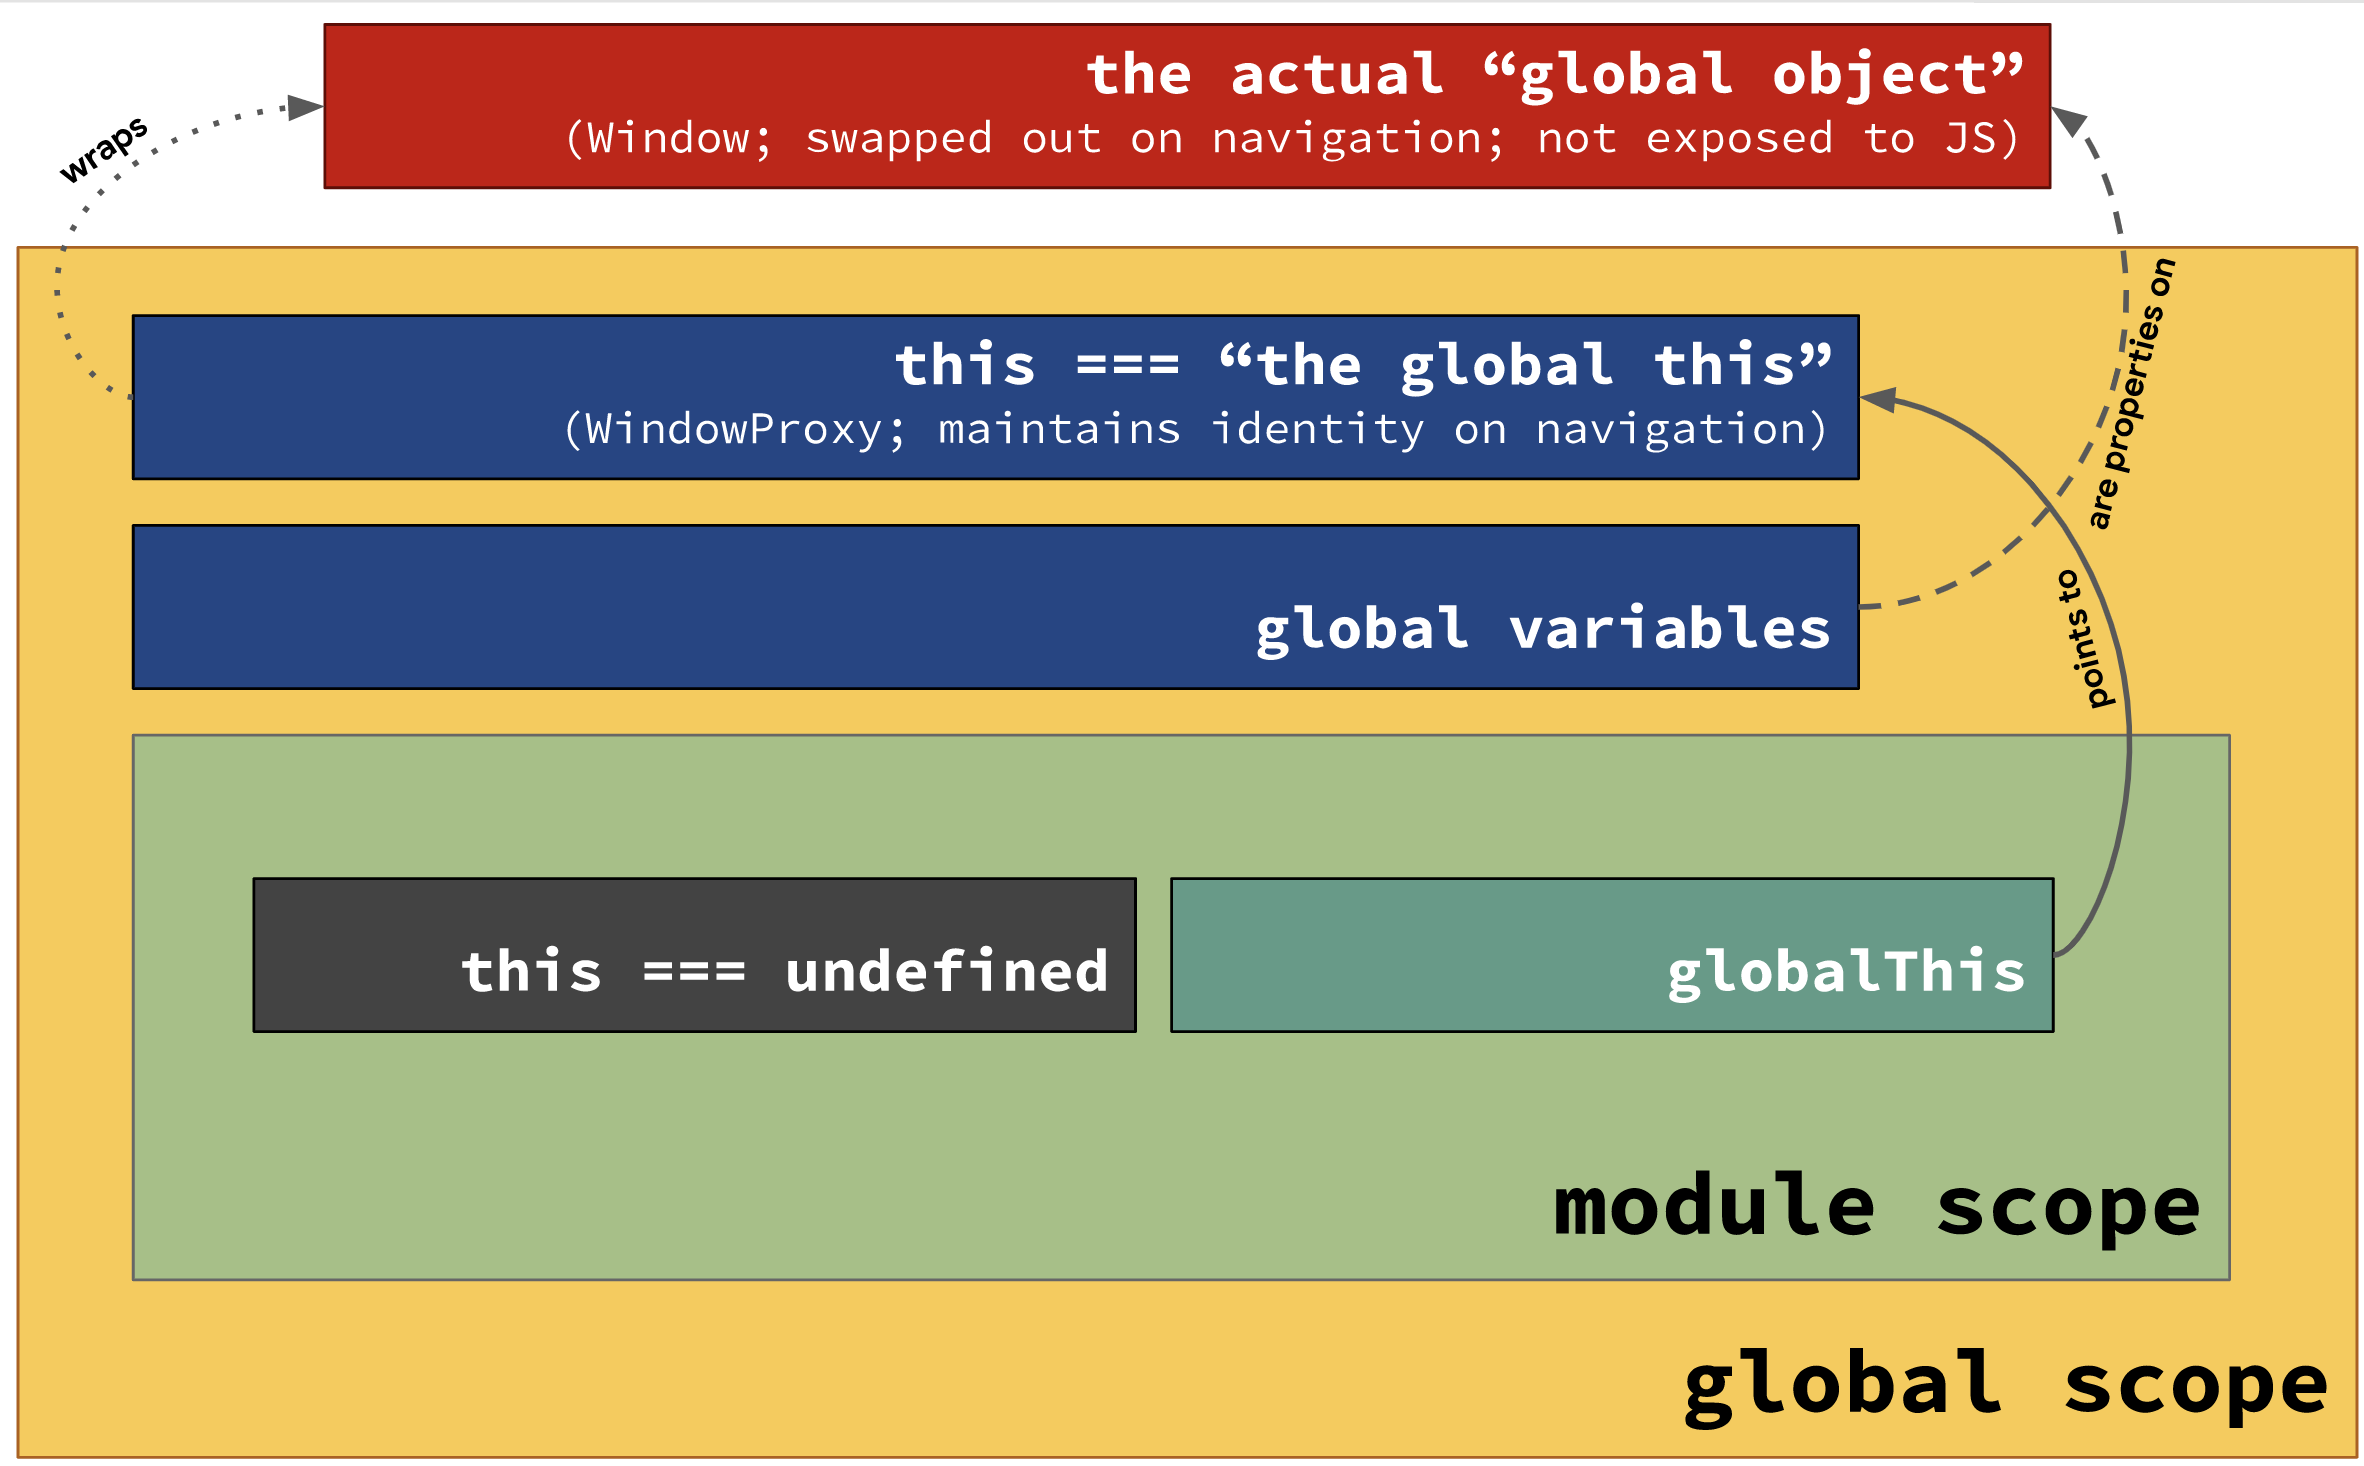 the actual “global object”
(Window; swapped out on navigation; not exposed to JS)
wraps
this === “the global this”
(WindowProxy; maintains identity on navigation)
are properties on
global variables
points to
this === undefined
globalThis
module scope
global scope